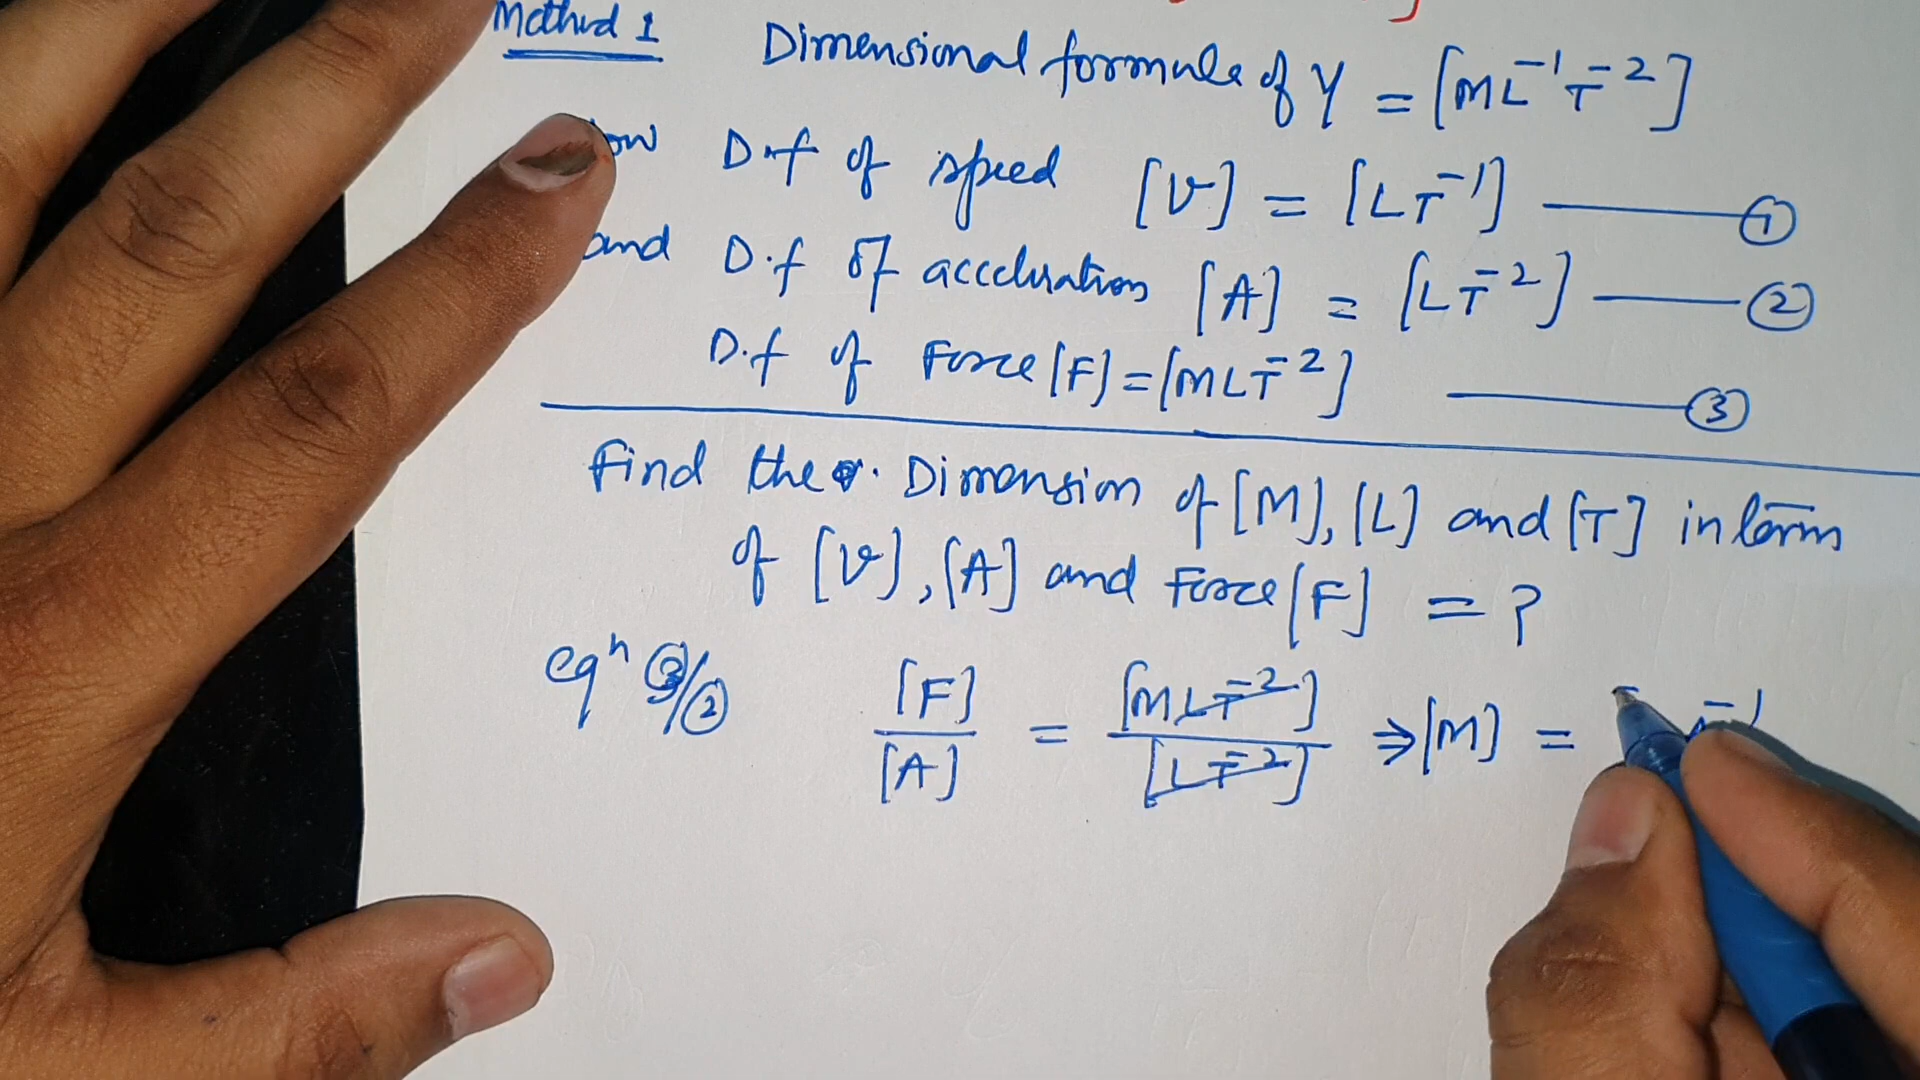 Method 1 Dimensional formula of Y = [ML⁻¹T⁻²]
ow D.f of speed [V] = [LT⁻¹] ——— ①
and D.f of acceleration [A] = [LT⁻²] ——— ②
D.f of Force [F] = [MLT⁻²] ——— ③
Find the Dimension of [M], [L] and [T] in term
of [V], [A] and Force [F] = ?
eqⁿ ③/② [F]/[A] = [MLT⁻²]/[LT⁻²] ⇒ [M] = ⁻¹